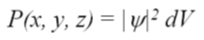 P(x, y, z) = |ψ|² dV